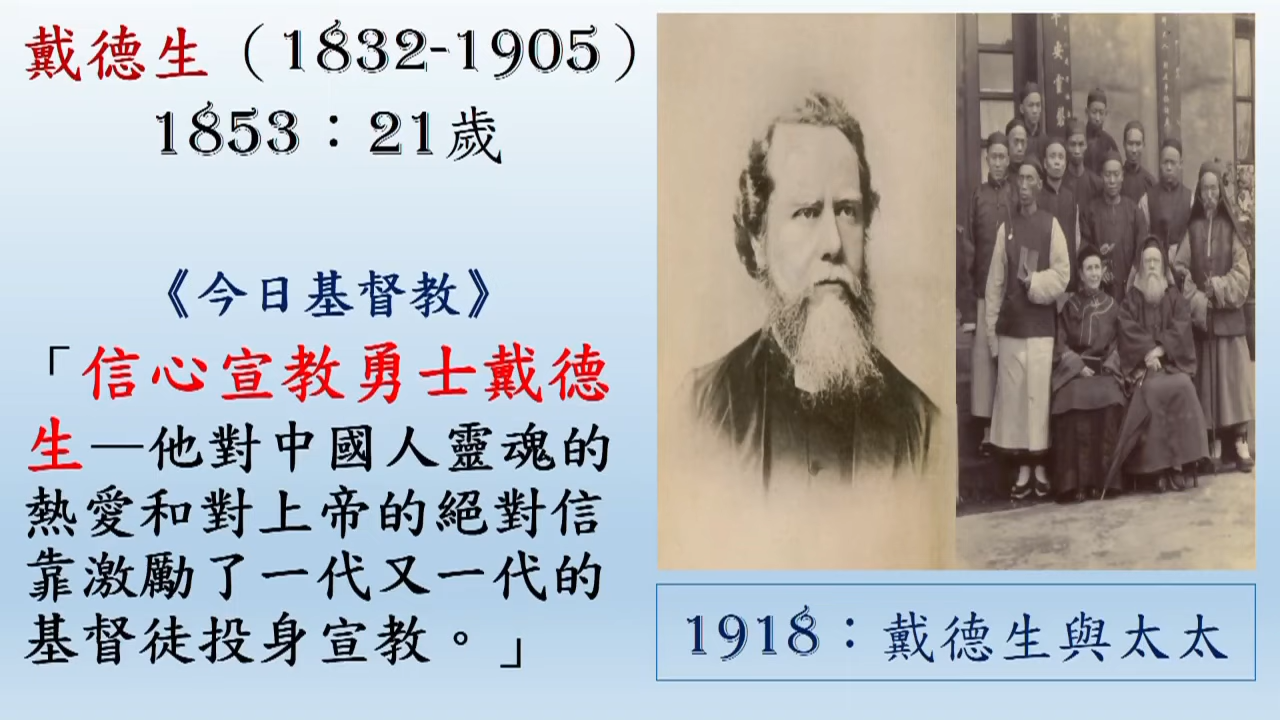 戴德生（1832-1905）
1853：21歲
《今日基督教》
「信心宣教勇士戴德
生—他對中國人靈魂的
熱愛和對上帝的絕對信
靠激勵了一代又一代的
基督徒投身宣教。」
1918：戴德生與太太